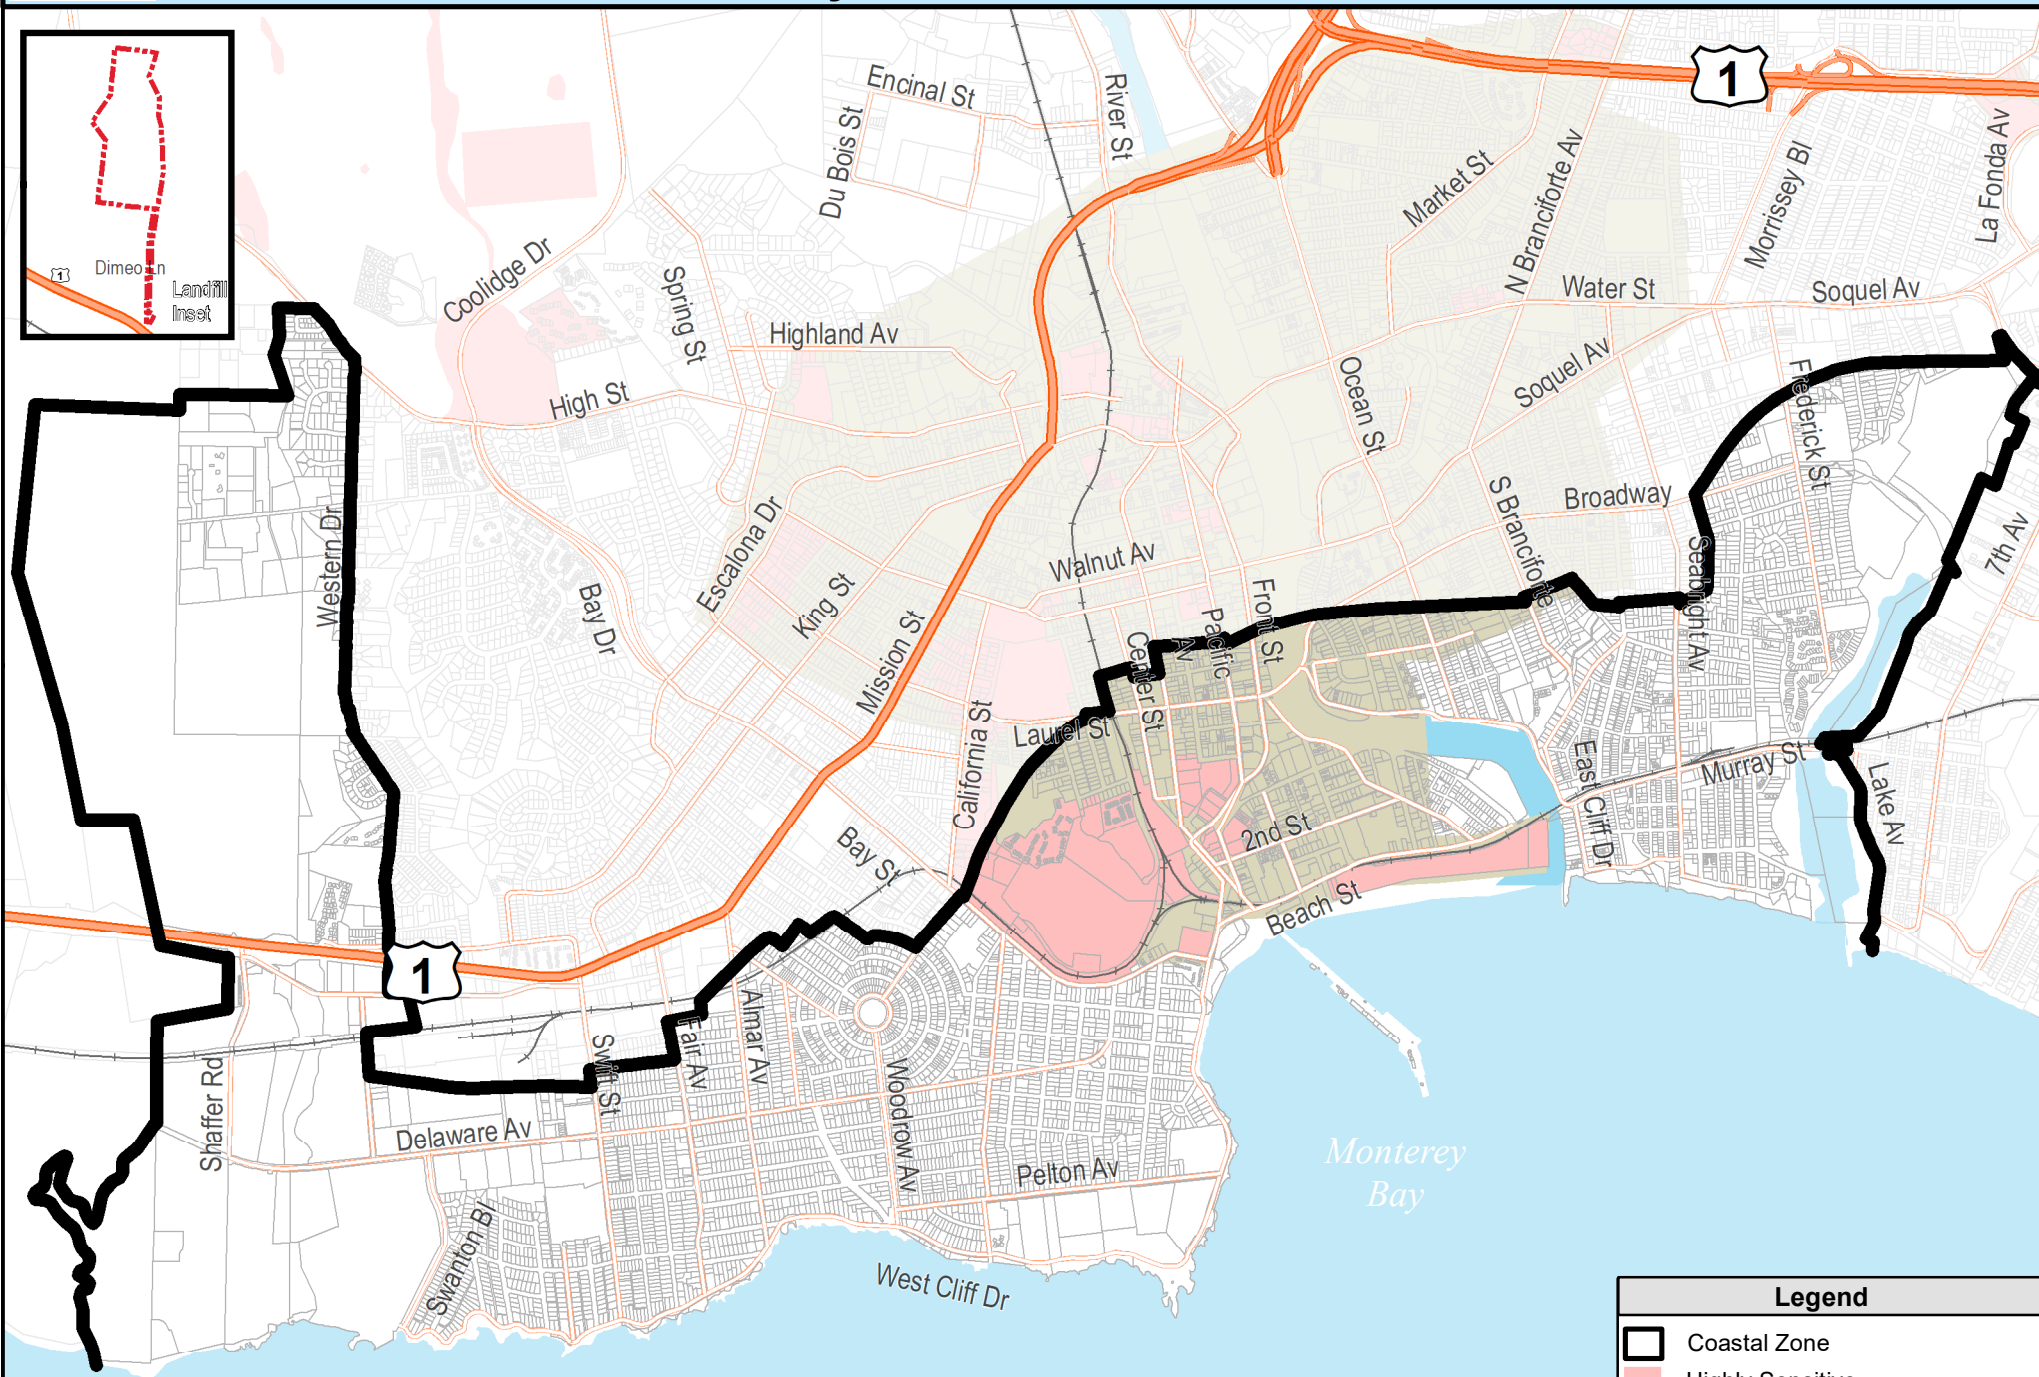 Encinal St
River St
1
Du Bois St
Market St
N Branciforte Av
Morrissey Bl
La Fonda Av
Coolidge Dr
Spring St
1
Dimeo Ln
Landfill
Inset
Highland Av
Water St
Soquel Av
High St
Ocean St
Soquel Av
Frederick St
Western Dr
Escalona Dr
King St
Bay Dr
Mission St
Walnut Av
Broadway
S Branciforte
Seabright Av
7th Av
Front St
Pacific
Av
Center St
Laurel St
California St
Bay St
2nd St
Beach St
East Cliff Dr
Murray St
Lake Av
1
Shaffer Rd
Swift St
Fair Av
Almar Av
Woodrow Av
Delaware Av
Pelton Av
Swanton Bl
West Cliff Dr
Monterey
Bay
Legend
Coastal Zone
Highly Sensitive